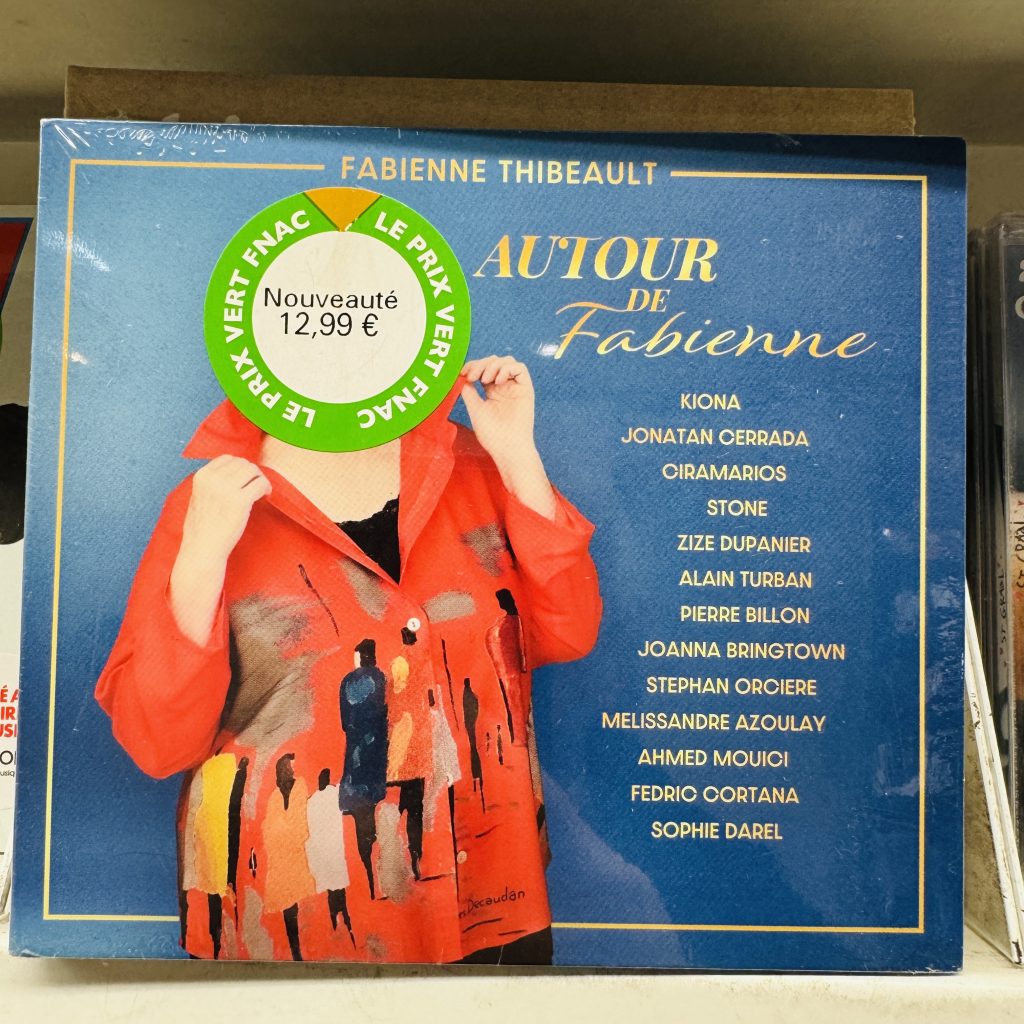 FABIENNE THIBEAULT
LE PRIX VERT FNAC
LE PRIX VERT FNAC
Nouveauté
12,99 €
AUTOUR
DE
Fabienne
KIONA
JONATAN CERRADA
CIRAMARIOS
STONE
ZIZE DUPANIER
ALAIN TURBAN
PIERRE BILLON
JOANNA BRINGTOWN
STEPHAN ORCIERE
MELISSANDRE AZOULAY
AHMED MOUICI
FEDRIC CORTANA
SOPHIE DAREL
Decaudan